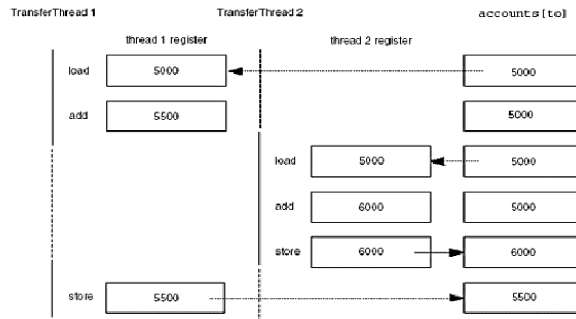 TransferThread 1 TransferThread 2 accounts[to]
thread 1 register thread 2 register
load 5000 5000
add 5500 5000
load 5000 5000
add 6000 5000
store 6000 6000
store 5500 5500